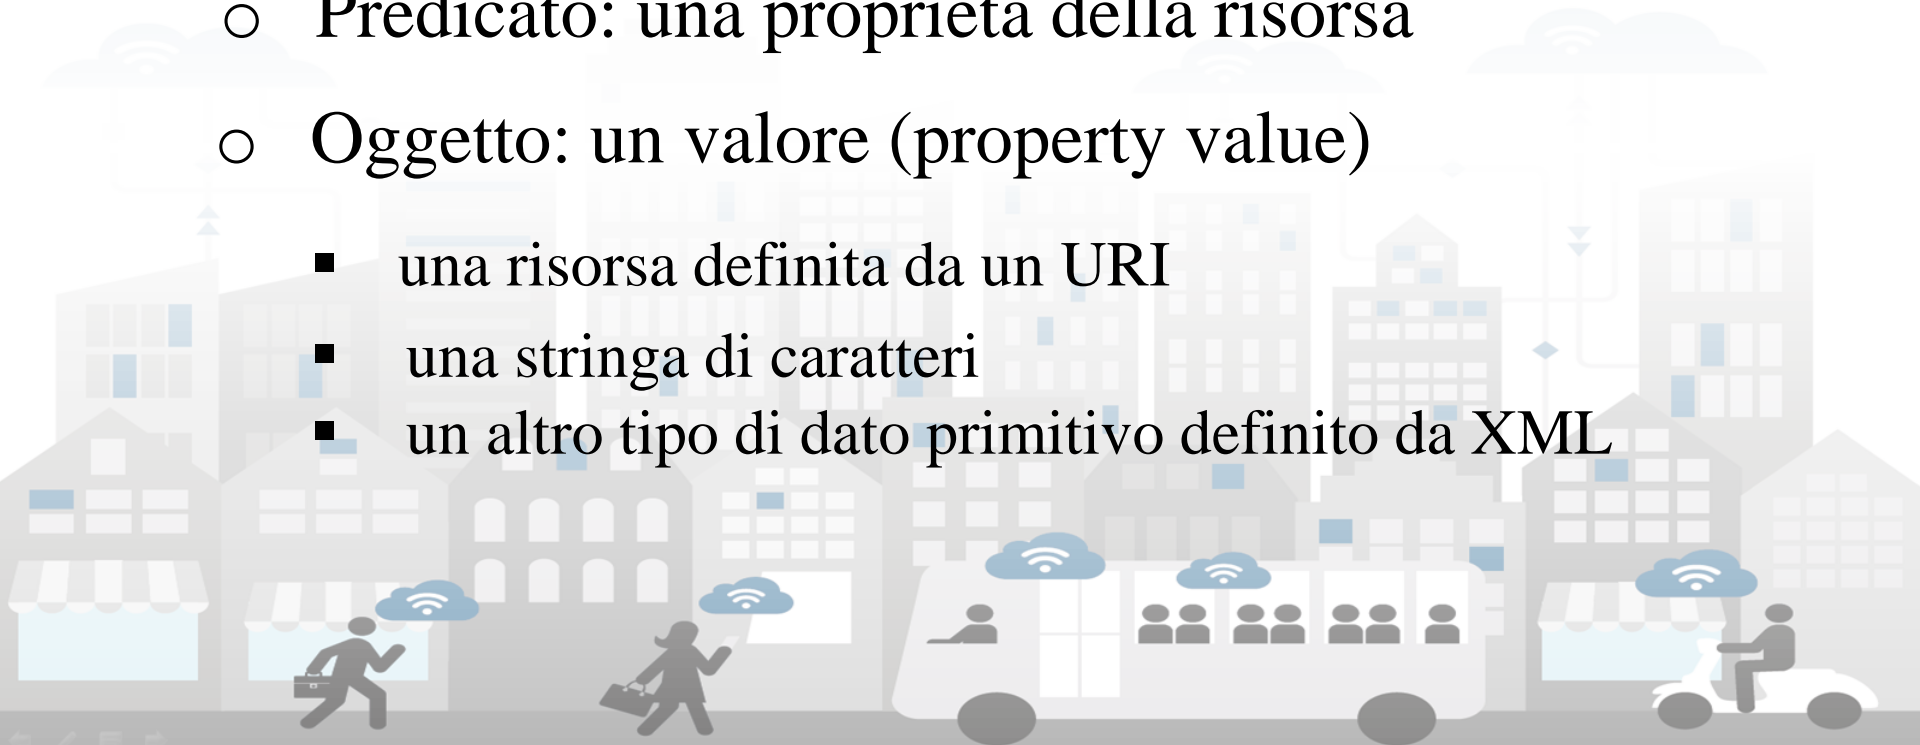 o Predicato: una proprietà della risorsa
o Oggetto: un valore (property value)
▪ una risorsa definita da un URI
▪ una stringa di caratteri
▪ un altro tipo di dato primitivo definito da XML